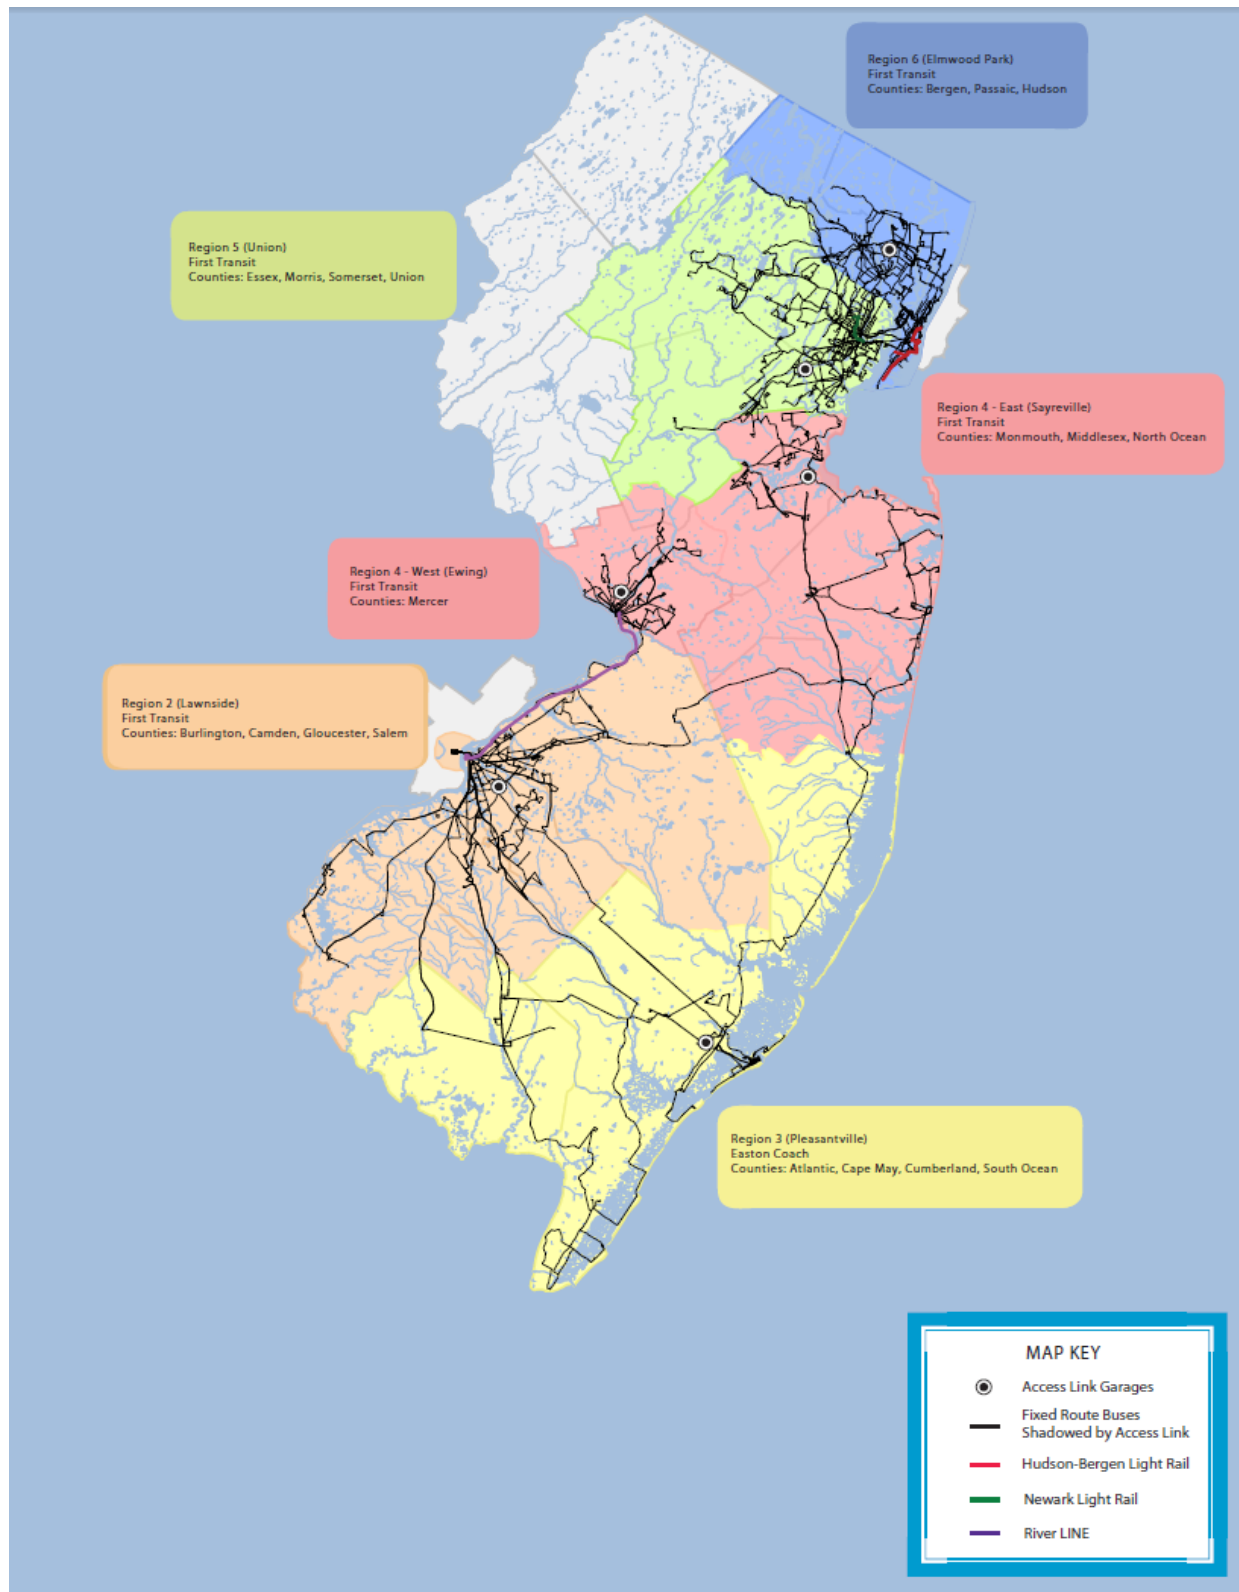 Region 6 (Elmwood Park)
First Transit
Counties: Bergen, Passaic, Hudson
Region 5 (Union)
First Transit
Counties: Essex, Morris, Somerset, Union
Region 4 - East (Sayreville)
First Transit
Counties: Monmouth, Middlesex, North Ocean
Region 4 - West (Ewing)
First Transit
Counties: Mercer
Region 2 (Lawnside)
First Transit
Counties: Burlington, Camden, Gloucester, Salem
Region 3 (Pleasantville)
Easton Coach
Counties: Atlantic, Cape May, Cumberland, South Ocean
MAP KEY
Access Link Garages
Fixed Route Buses
Shadowed by Access Link
Hudson-Bergen Light Rail
Newark Light Rail
River LINE